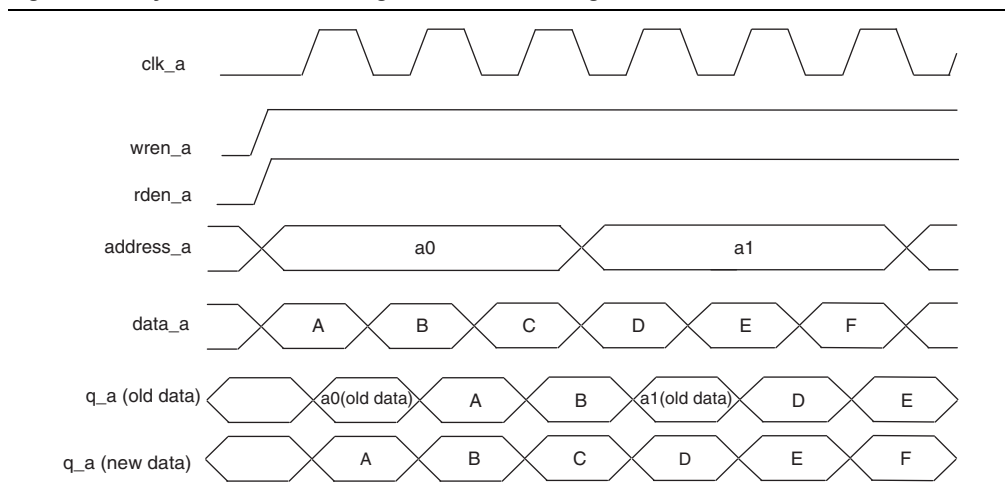 clk_a
wren_a
rden_a
address_a a0 a1
data_a A B C D E F
q_a (old data) a0(old data) A B a1(old data) D E
q_a (new data) A B C D E F